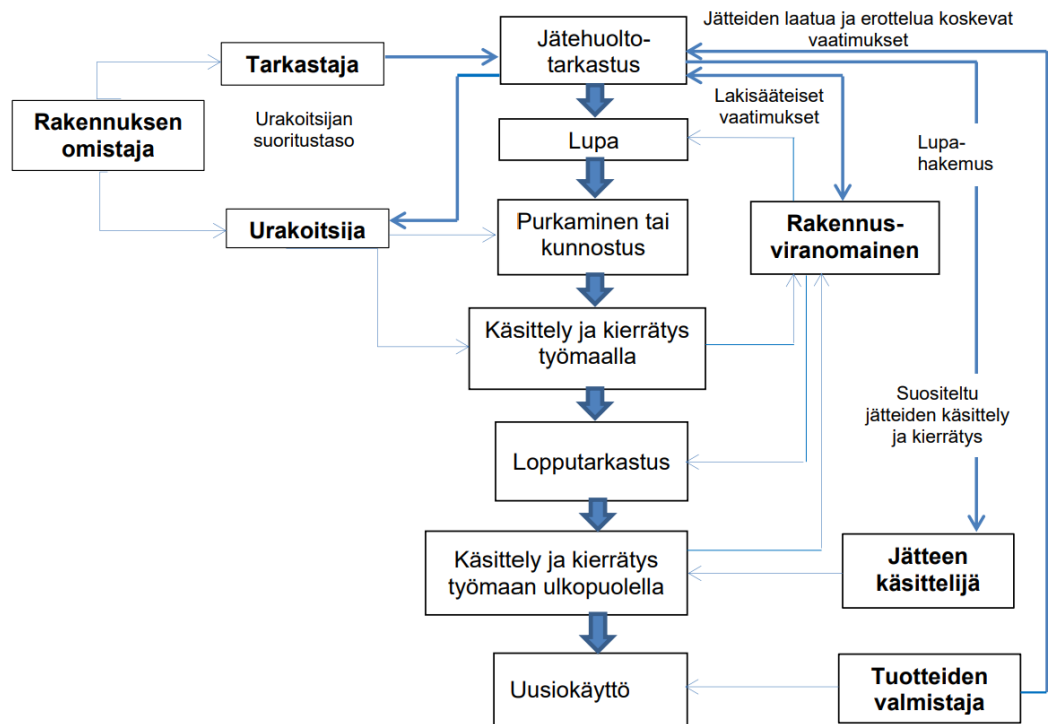 Jätteiden laatua ja erottelua koskevat
vaatimukset
Jätehuolto-
tarkastus
Tarkastaja
Rakennuksen
omistaja
Urakoitsijan
suoritustaso
Lakisääteiset
vaatimukset
Lupa
Lupa-
hakemus
Urakoitsija
Purkaminen tai
kunnostus
Rakennus-
viranomainen
Käsittely ja kierrätys
työmaalla
Suositeltu
jätteiden käsittely
ja kierrätys
Lopputarkastus
Käsittely ja kierrätys
työmaan ulkopuolella
Jätteen
käsittelijä
Uusiokäyttö
Tuotteiden
valmistaja